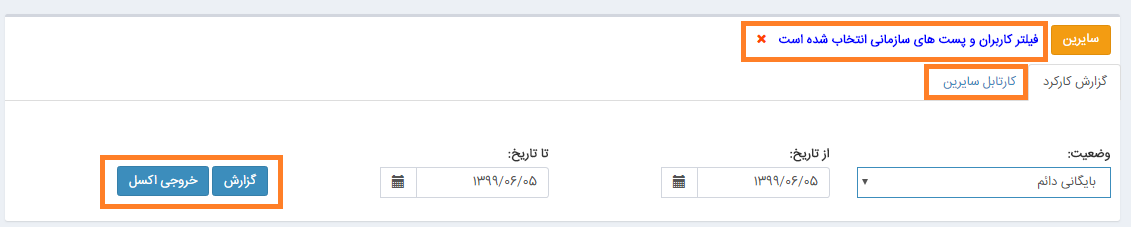 سایرین
فیلتر کاربران و پست های سازمانی انتخاب شده است ✖
گزارش کارکرد
کارتابل سایرین
وضعیت:
از تاریخ:
تا تاریخ:
بایگانی دائم
۱۳۹۹/۰۶/۰۵
۱۳۹۹/۰۶/۰۵
گزارش
خروجی اکسل